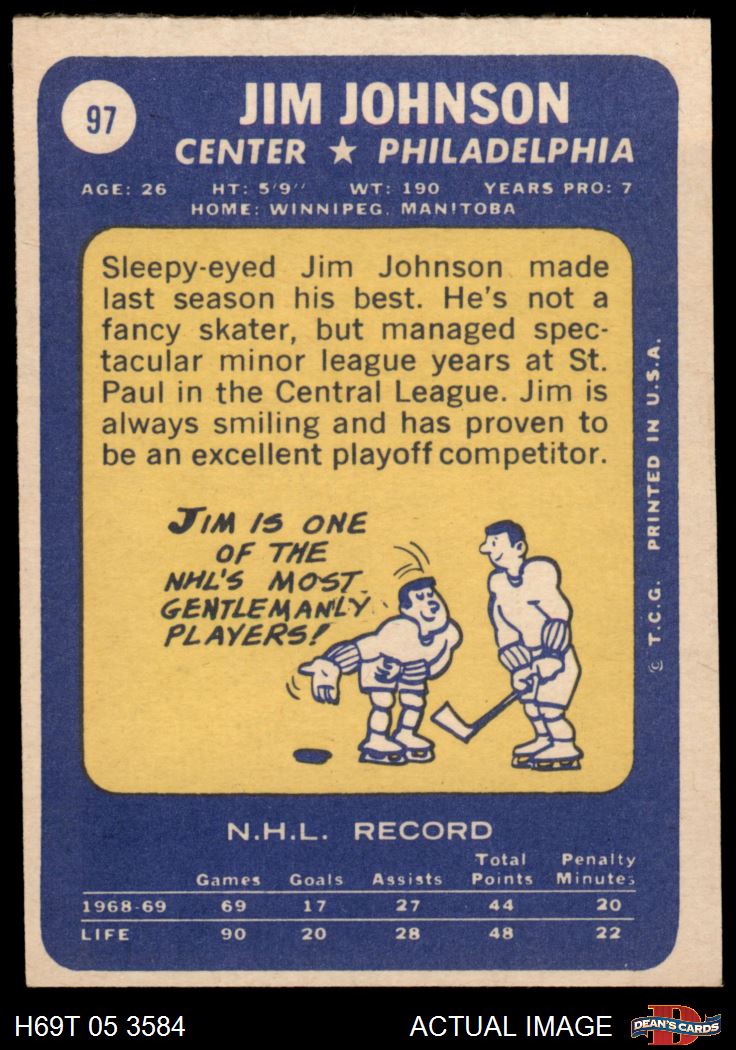 97
JIM JOHNSON
CENTER ★ PHILADELPHIA
AGE: 26 HT: 5'9'' WT: 190 YEARS PRO: 7
HOME: WINNIPEG, MANITOBA
Sleepy-eyed Jim Johnson made
last season his best. He's not a
fancy skater, but managed spec-
tacular minor league years at St.
Paul in the Central League. Jim is
always smiling and has proven to
be an excellent playoff competitor.
JIM IS ONE
OF THE
NHL'S MOST
GENTLEMANLY
PLAYERS!
© T.C.G. PRINTED IN U.S.A.
N.H.L. RECORD
Games Goals Assists Total Points Penalty Minutes
1968-69 69 17 27 44 20
LIFE 90 20 28 48 22
H69T 05 3584 ACTUAL IMAGE D DEAN'S CARDS